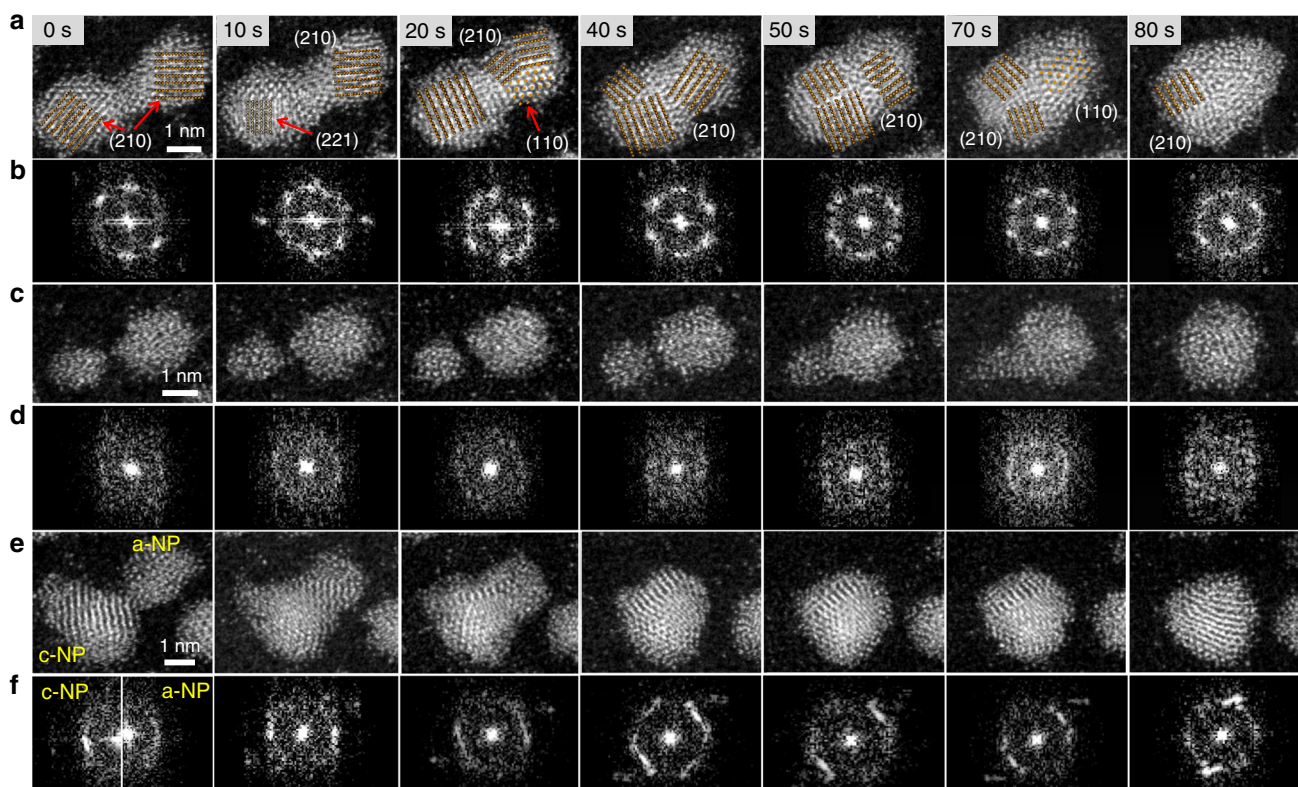 a
0 s
10 s
20 s
40 s
50 s
70 s
80 s
(210)
(210)
(210)
(221)
(110)
(210)
(210)
(210)
(110)
(210)
1 nm
b
c
1 nm
d
e
a-NP
c-NP
1 nm
f
c-NP
a-NP